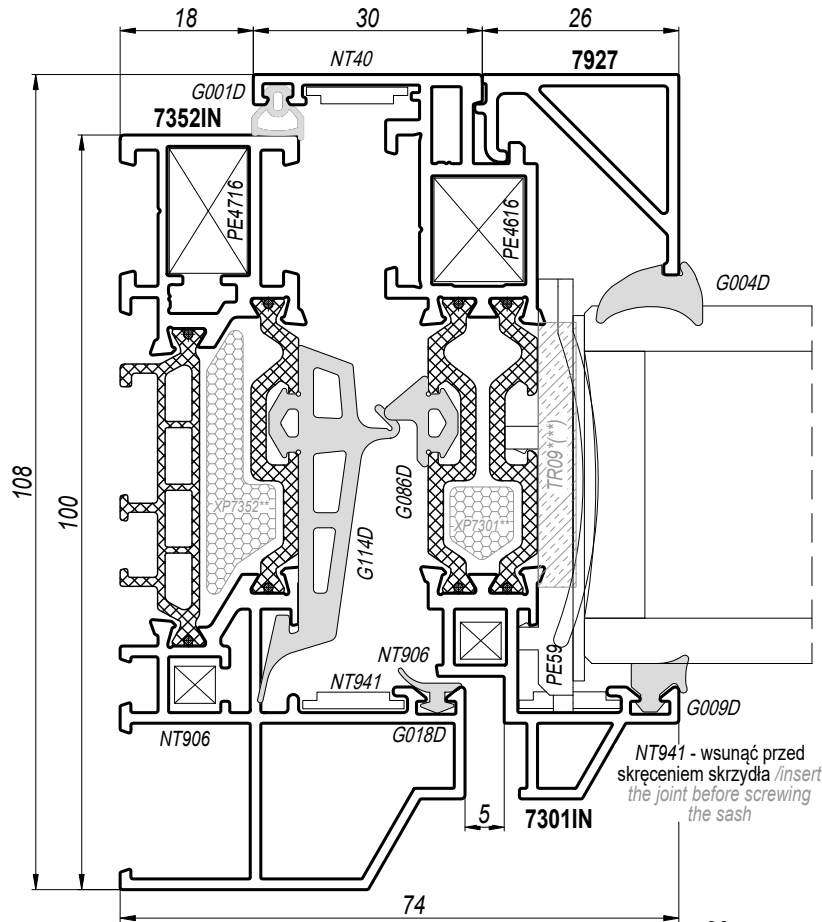 18
30
26
NT40
7927
G001D
7352IN
PE4716
PE4616
G004D
108
100
XP7352**
G114D
G086D
XP7301**
TR09 *(**)
NT906
PE59
NT941
NT906
G018D
G009D
NT941 - wsunąć przed
skręceniem skrzydła /insert
the joint before screwing
the sash
5
7301IN
74